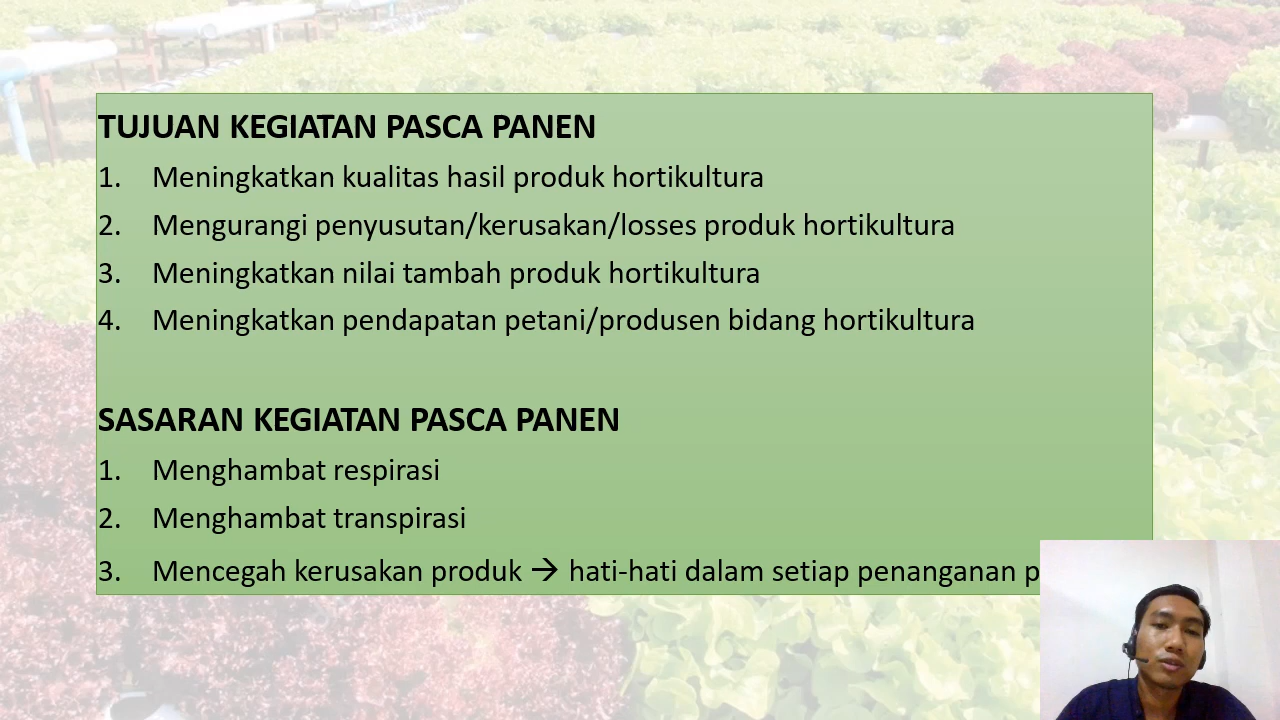 TUJUAN KEGIATAN PASCA PANEN
1. Meningkatkan kualitas hasil produk hortikultura
2. Mengurangi penyusutan/kerusakan/losses produk hortikultura
3. Meningkatkan nilai tambah produk hortikultura
4. Meningkatkan pendapatan petani/produsen bidang hortikultura
SASARAN KEGIATAN PASCA PANEN
1. Menghambat respirasi
2. Menghambat transpirasi
3. Mencegah kerusakan produk → hati-hati dalam setiap penanganan